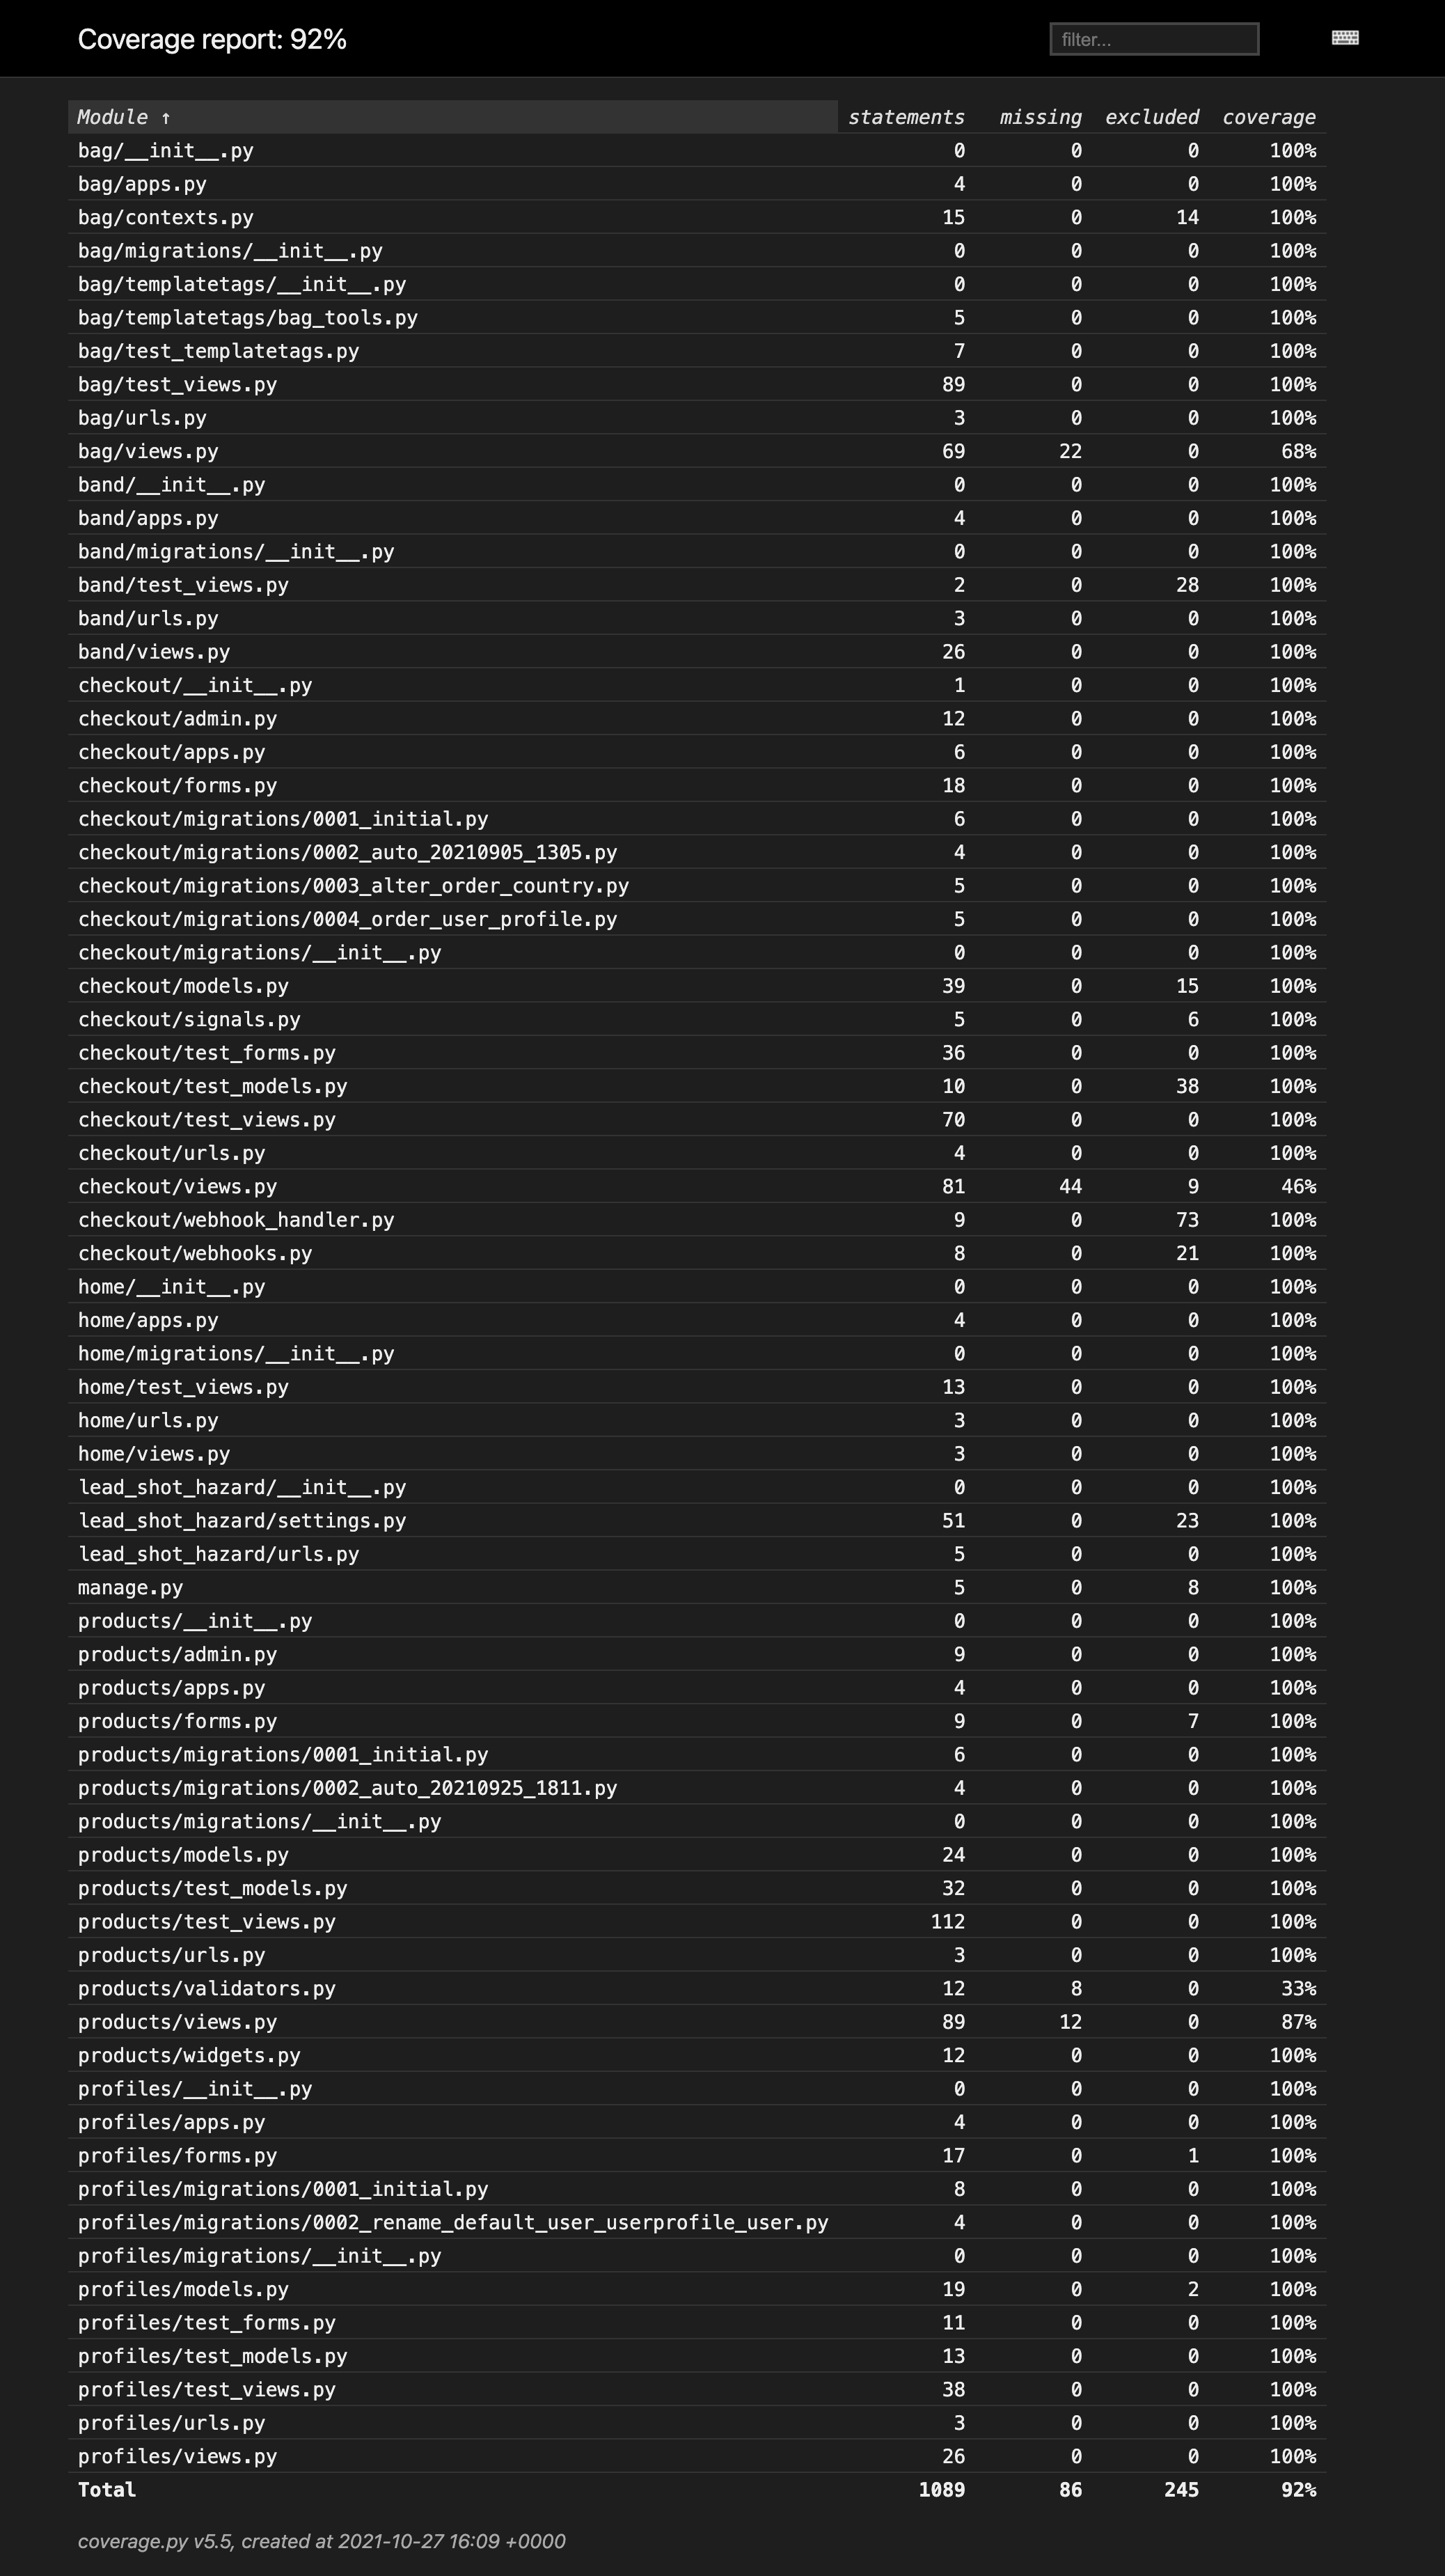 Coverage report: 92%
filter...
Module ↑ statements missing excluded coverage
bag/__init__.py 0 0 0 100%
bag/apps.py 4 0 0 100%
bag/contexts.py 15 0 14 100%
bag/migrations/__init__.py 0 0 0 100%
bag/templatetags/__init__.py 0 0 0 100%
bag/templatetags/bag_tools.py 5 0 0 100%
bag/test_templatetags.py 7 0 0 100%
bag/test_views.py 89 0 0 100%
bag/urls.py 3 0 0 100%
bag/views.py 69 22 0 68%
band/__init__.py 0 0 0 100%
band/apps.py 4 0 0 100%
band/migrations/__init__.py 0 0 0 100%
band/test_views.py 2 0 28 100%
band/urls.py 3 0 0 100%
band/views.py 26 0 0 100%
checkout/__init__.py 1 0 0 100%
checkout/admin.py 12 0 0 100%
checkout/apps.py 6 0 0 100%
checkout/forms.py 18 0 0 100%
checkout/migrations/0001_initial.py 6 0 0 100%
checkout/migrations/0002_auto_20210905_1305.py 4 0 0 100%
checkout/migrations/0003_alter_order_country.py 5 0 0 100%
checkout/migrations/0004_order_user_profile.py 5 0 0 100%
checkout/migrations/__init__.py 0 0 0 100%
checkout/models.py 39 0 15 100%
checkout/signals.py 5 0 6 100%
checkout/test_forms.py 36 0 0 100%
checkout/test_models.py 10 0 38 100%
checkout/test_views.py 70 0 0 100%
checkout/urls.py 4 0 0 100%
checkout/views.py 81 44 9 46%
checkout/webhook_handler.py 9 0 73 100%
checkout/webhooks.py 8 0 21 100%
home/__init__.py 0 0 0 100%
home/apps.py 4 0 0 100%
home/migrations/__init__.py 0 0 0 100%
home/test_views.py 13 0 0 100%
home/urls.py 3 0 0 100%
home/views.py 3 0 0 100%
lead_shot_hazard/__init__.py 0 0 0 100%
lead_shot_hazard/settings.py 51 0 23 100%
lead_shot_hazard/urls.py 5 0 0 100%
manage.py 5 0 8 100%
products/__init__.py 0 0 0 100%
products/admin.py 9 0 0 100%
products/apps.py 4 0 0 100%
products/forms.py 9 0 7 100%
products/migrations/0001_initial.py 6 0 0 100%
products/migrations/0002_auto_20210925_1811.py 4 0 0 100%
products/migrations/__init__.py 0 0 0 100%
products/models.py 24 0 0 100%
products/test_models.py 32 0 0 100%
products/test_views.py 112 0 0 100%
products/urls.py 3 0 0 100%
products/validators.py 12 8 0 33%
products/views.py 89 12 0 87%
products/widgets.py 12 0 0 100%
profiles/__init__.py 0 0 0 100%
profiles/apps.py 4 0 0 100%
profiles/forms.py 17 0 1 100%
profiles/migrations/0001_initial.py 8 0 0 100%
profiles/migrations/0002_rename_default_user_userprofile_user.py 4 0 0 100%
profiles/migrations/__init__.py 0 0 0 100%
profiles/models.py 19 0 2 100%
profiles/test_forms.py 11 0 0 100%
profiles/test_models.py 13 0 0 100%
profiles/test_views.py 38 0 0 100%
profiles/urls.py 3 0 0 100%
profiles/views.py 26 0 0 100%
Total 1089 86 245 92%
coverage.py v5.5, created at 2021-10-27 16:09 +0000